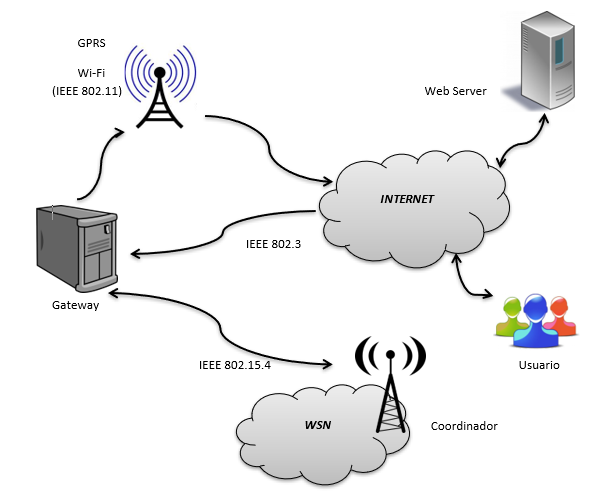 GPRS
Wi-Fi
(IEEE 802.11)
Web Server
INTERNET
IEEE 802.3
Gateway
IEEE 802.15.4
Usuario
WSN
Coordinador